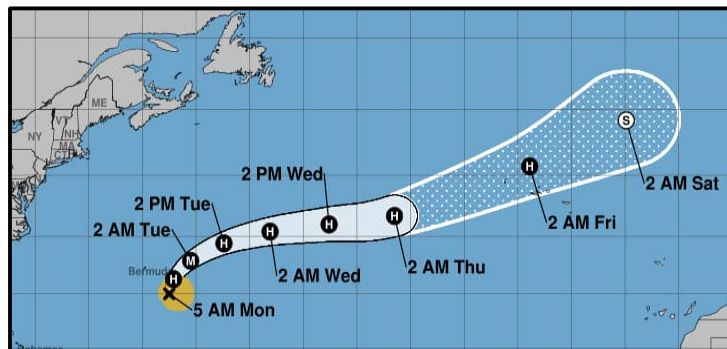 ME
VT
NY
NH
MA
CT
2 PM Wed
2 PM Tue
2 AM Tue
Bermuda
5 AM Mon
2 AM Wed
2 AM Thu
2 AM Fri
2 AM Sat
H
M
H
H
H
H
H
S